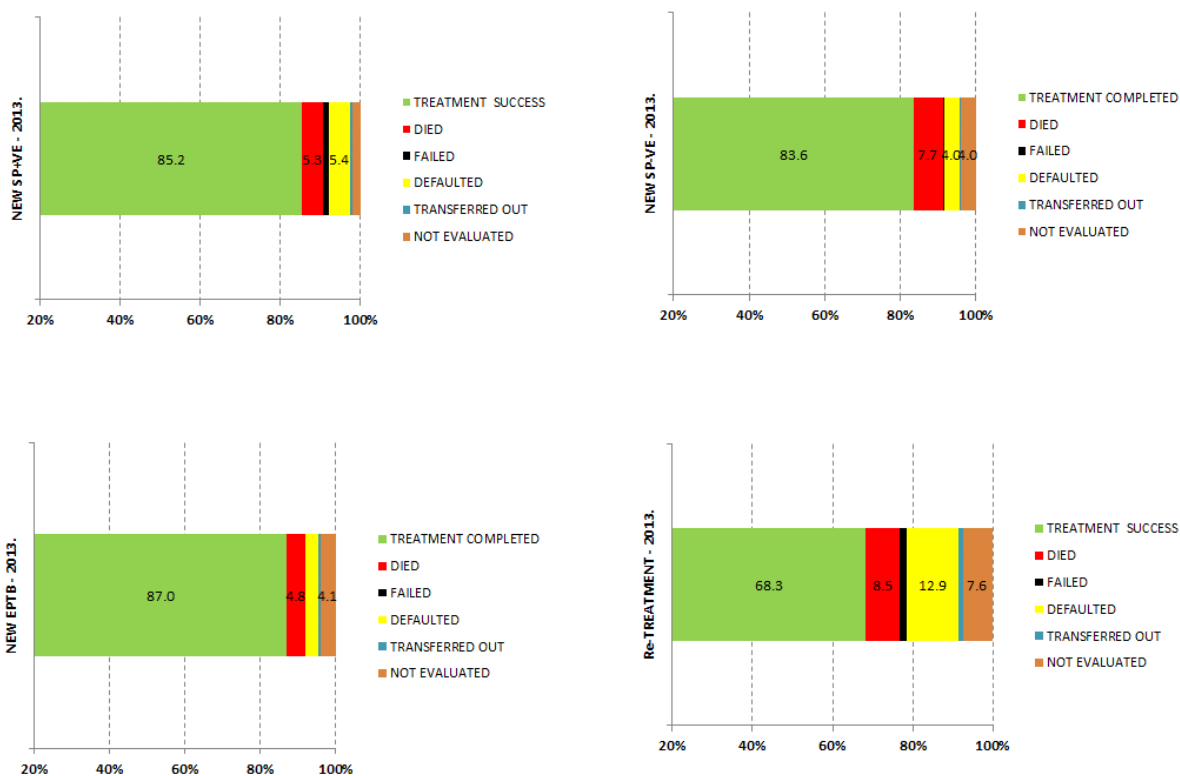 NEW SP+VE - 2013.
85.2
5.3
5.4
20%
40%
60%
80%
100%
TREATMENT SUCCESS
DIED
FAILED
DEFAULTED
TRANSFERRED OUT
NOT EVALUATED
NEW SP-VE - 2013.
83.6
7.7
4.0
4.0
20%
40%
60%
80%
100%
TREATMENT COMPLETED
DIED
FAILED
DEFAULTED
TRANSFERRED OUT
NOT EVALUATED
NEW EPTB - 2013.
87.0
4.8
4.1
20%
40%
60%
80%
100%
TREATMENT COMPLETED
DIED
FAILED
DEFAULTED
TRANSFERRED OUT
NOT EVALUATED
Re-TREATMENT - 2013.
68.3
8.5
12.9
7.6
20%
40%
60%
80%
100%
TREATMENT SUCCESS
DIED
FAILED
DEFAULTED
TRANSFERRED OUT
NOT EVALUATED